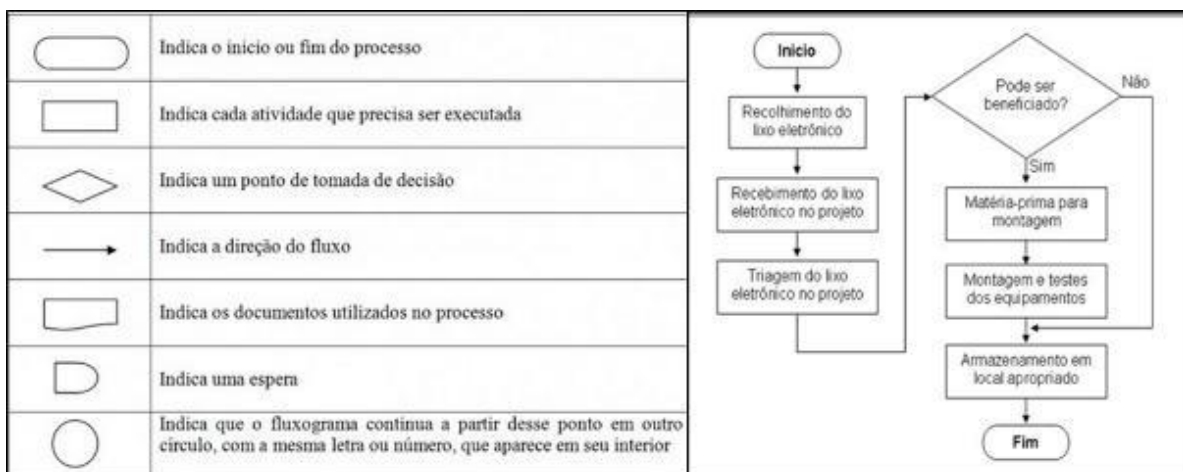 Indica o inicio ou fim do processo
Indica cada atividade que precisa ser executada
Indica um ponto de tomada de decisão
Indica a direção do fluxo
Indica os documentos utilizados no processo
Indica uma espera
Indica que o fluxograma continua a partir desse ponto em outro
círculo, com a mesma letra ou número, que aparece em seu interior
Inicio
Recolhimento do
lixo eletrônico
Recebimento do lixo
eletrônico no projeto
Triagem do lixo
eletrônico no projeto
Pode ser
beneficiado?
Não
Sim
Matéria-prima para
montagem
Montagem e testes
dos equipamentos
Armazenamento em
local apropriado
Fim